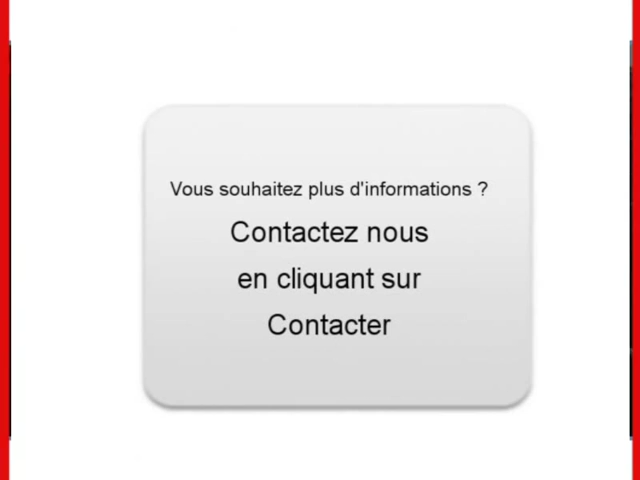 Vous souhaitez plus d'informations ?
Contactez nous
en cliquant sur
Contacter